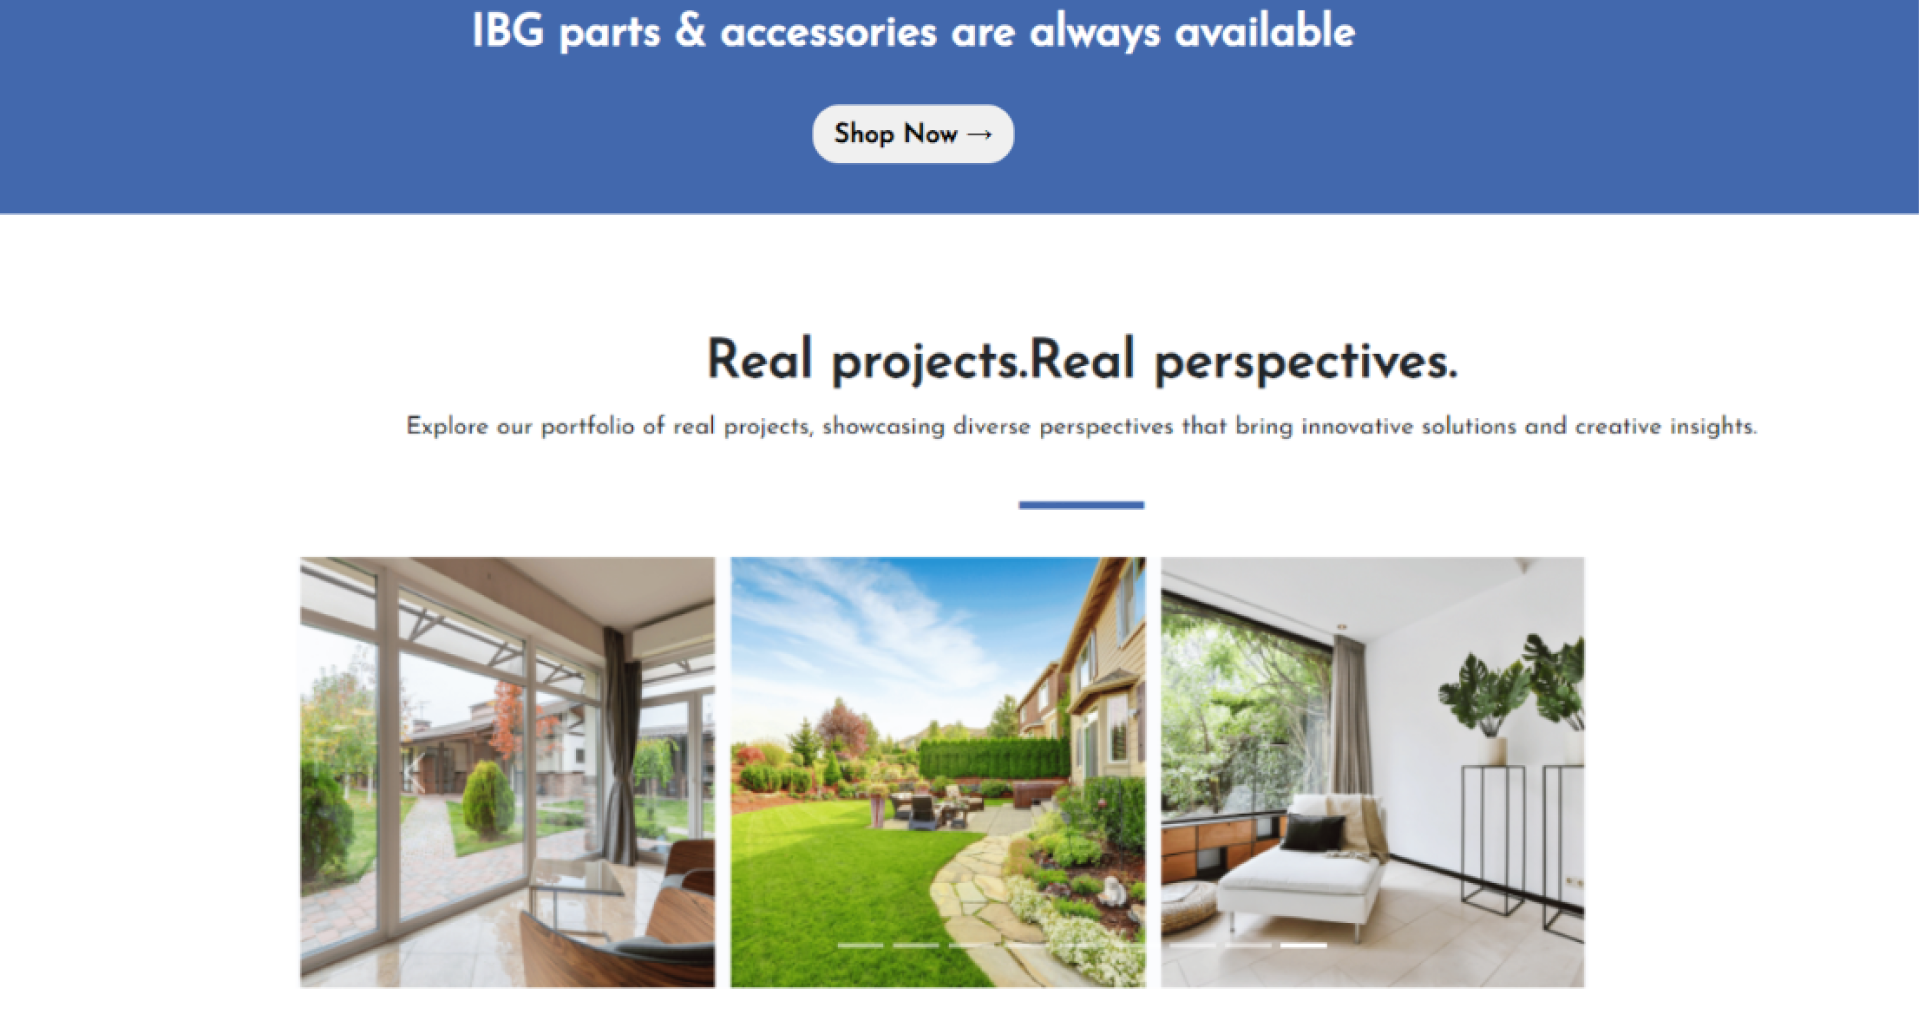 IBG parts & accessories are always available
Shop Now →
Real projects.Real perspectives.
Explore our portfolio of real projects, showcasing diverse perspectives that bring innovative solutions and creative insights.